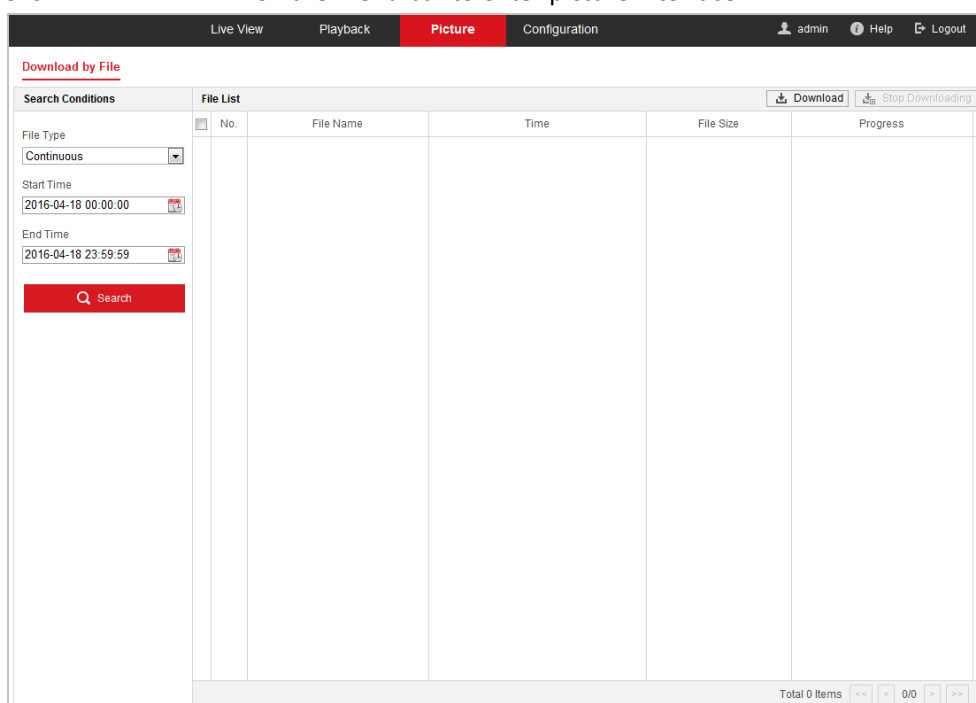 Live View Playback Picture Configuration admin Help Logout
Download by File
Search Conditions
File Type
Continuous
Start Time
2016-04-18 00:00:00
End Time
2016-04-18 23:59:59
Search
File List Download Stop Downloading
No. File Name Time File Size Progress
Total 0 Items << < 0/0 > >>